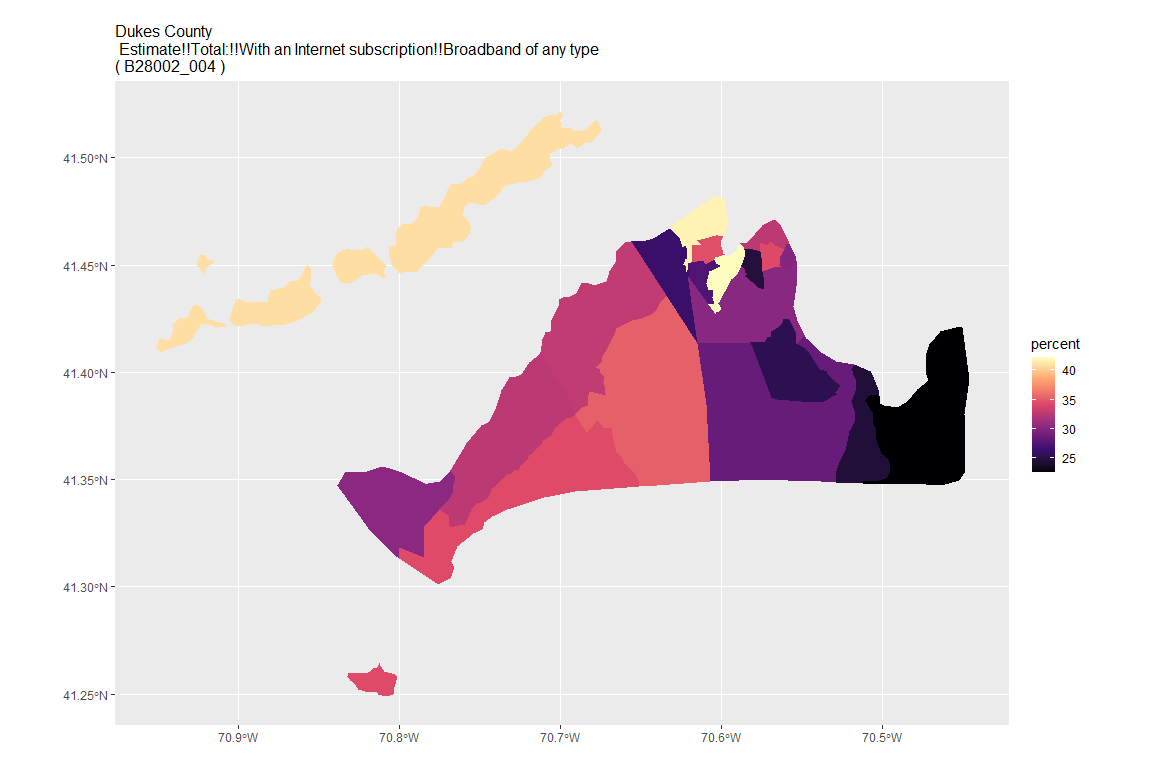 Dukes County
Estimate!!Total:!!With an Internet subscription!!Broadband of any type
( B28002_004 )
41.50°N
41.45°N
41.40°N
41.35°N
41.30°N
41.25°N
70.9°W
70.8°W
70.7°W
70.6°W
70.5°W
percent
40
35
30
25